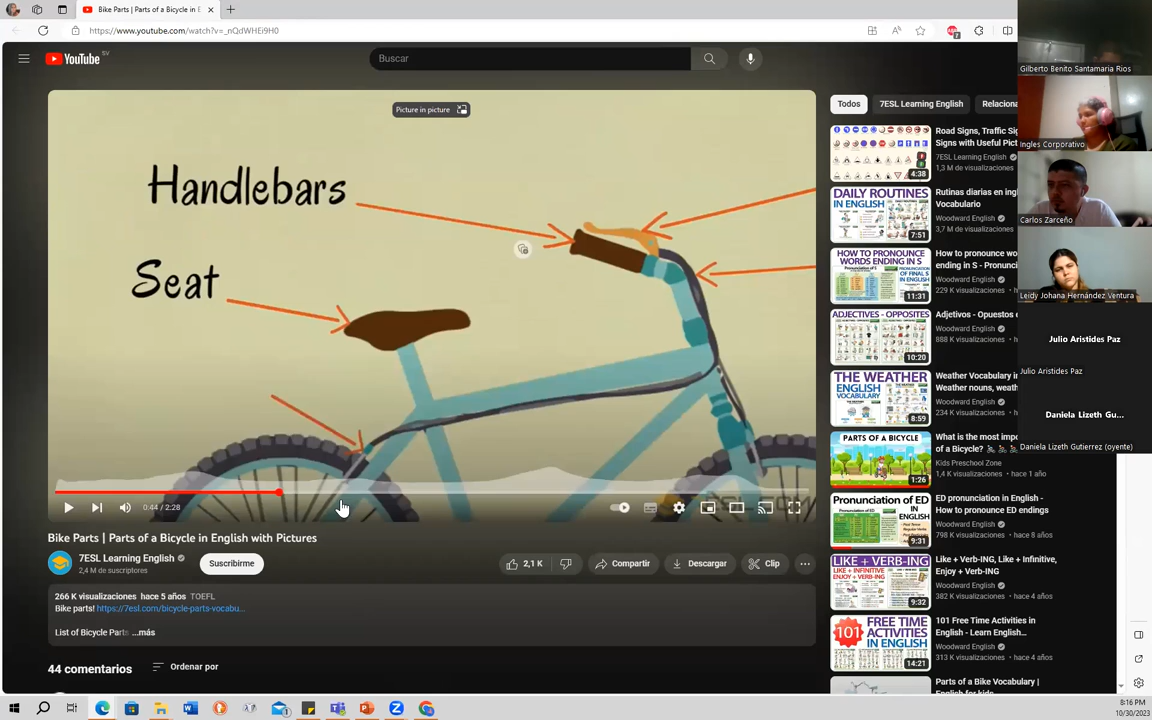 Bike Parts | Parts of a Bicycle in E
https://www.youtube.com/watch?v=_nQdWHEi9H0
YouTube SV
Buscar
Picture in picture
Handlebars
Seat
0:44 / 2:28
Bike Parts | Parts of a Bicycle in English with Pictures
7ESL Learning English
2,4 M de suscriptores
Suscribirme
2,1 K
Compartir
Descargar
Clip
266 K visualizaciones hace 5 años TOEFL
Bike parts! https://7esl.com/bicycle-parts-vocabu...
List of Bicycle Parts ...más
44 comentarios
Ordenar por
Todos
7ESL Learning English
Relaciona
Road Signs, Traffic Sig
Signs with Useful Pict
7ESL Learning English
1,3 M de visualizaciones
4:38
DAILY ROUTINES
IN ENGLISH
7:51
Rutinas diarias en ingl
Vocabulario
Woodward English
3,7 M de visualizaciones
HOW TO PRONOUNCE
WORDS ENDING IN S
11:31
How to pronounce wo
ending in S - Pronunci
Woodward English
229 K visualizaciones
ADJECTIVES - OPPOSITES
10:20
Adjetivos - Opuestos e
Woodward English
888 K visualizaciones
THE WEATHER
ENGLISH
VOCABULARY
8:59
Weather Vocabulary in
Weather nouns, weath
Woodward English
234 K visualizaciones
PARTS OF A BICYCLE
1:26
What is the most impo
of a Bicycle?
Kids Preschool Zone
1,4 K visualizaciones hace 1 año
Pronunciation of ED
in ENGLISH
9:31
ED pronunciation in English -
How to pronounce ED endings
Woodward English
798 K visualizaciones hace 8 años
LIKE + VERB-ING
LIKE + INFINITIVE
ENJOY + VERB-ING
9:32
Like + Verb-ING, Like + Infinitive,
Enjoy + Verb-ING
Woodward English
382 K visualizaciones hace 4 años
101 FREE TIME
ACTIVITIES
IN ENGLISH
14:21
101 Free Time Activities in
English - Learn English...
Woodward English
313 K visualizaciones hace 4 años
Parts of a Bike Vocabulary |
English for kids
Gilberto Benito Santamaria Rios
Ingles Corporativo
Carlos Zarceño
Leidy Johana Hernández Ventura
Julio Aristides Paz
Julio Aristides Paz
Daniela Lizeth Gu...
Daniela Lizeth Gutierrez (oyente)
8:16 PM
10/30/2023